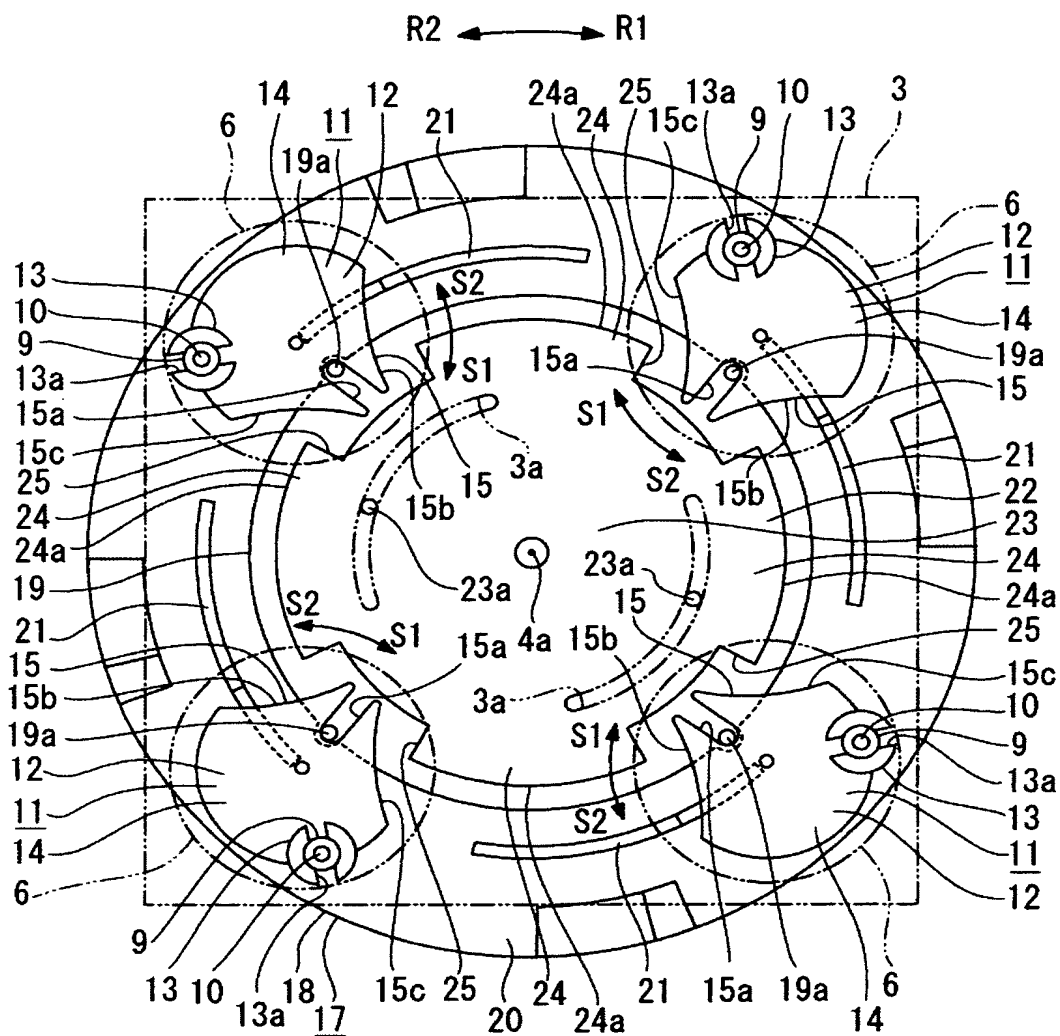 R2 R1
14 11 12 21 24a 24 25 13a 15c 9 10 13 3
6 19a 6
12
13 11
10 S2 14
9 19a
13a 15a 15
15a S1 S1
15c 3a 15b 21
25 15b 15 S2 22
24 23
24a 23a 23a 24
19 24a
S2 S1 15 25
21 15a 4a 15b 15c
15 10
15b 3a S1 9
19a 13a
12 S2 13
11 11
14 12
6
9 13 10 13a 18 17 15c 25 20 24 24a 21 15a 19a 14 6